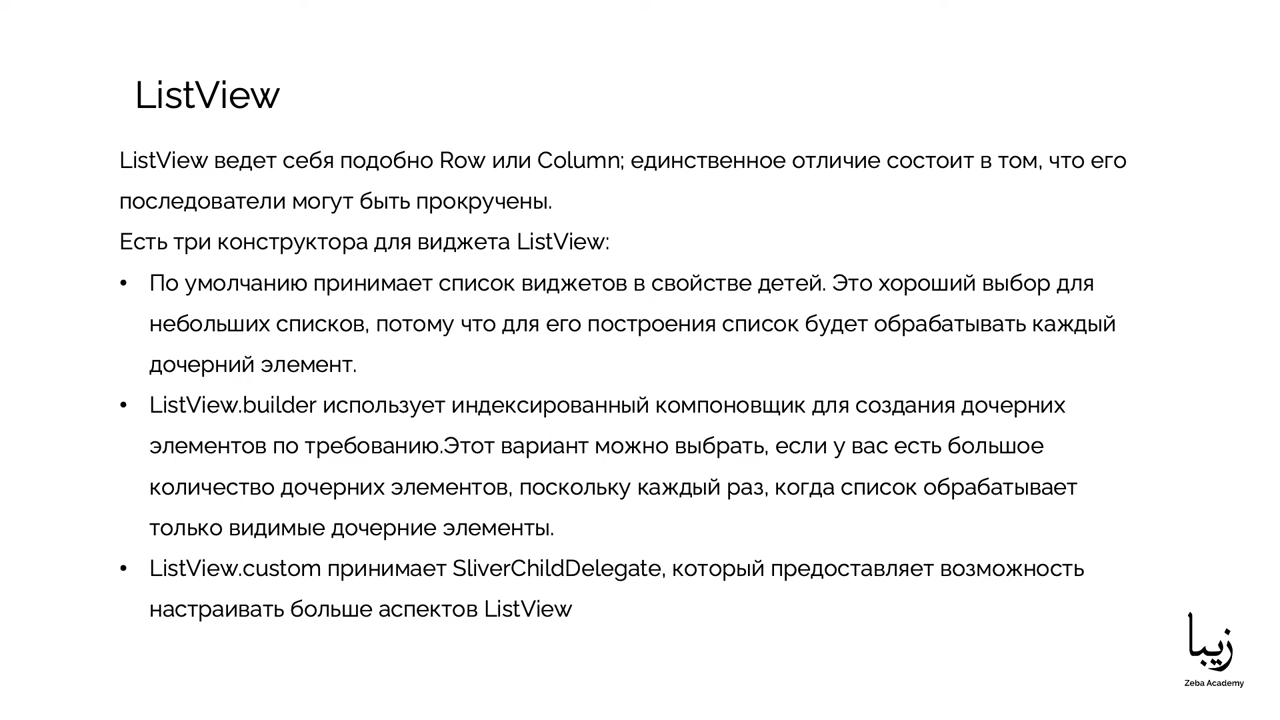 ListView
ListView ведет себя подобно Row или Column; единственное отличие состоит в том, что его
последователи могут быть прокручены.
Есть три конструктора для виджета ListView:
• По умолчанию принимает список виджетов в свойстве детей. Это хороший выбор для
небольших списков, потому что для его построения список будет обрабатывать каждый
дочерний элемент.
• ListView.builder использует индексированный компоновщик для создания дочерних
элементов по требованию.Этот вариант можно выбрать, если у вас есть большое
количество дочерних элементов, поскольку каждый раз, когда список обрабатывает
только видимые дочерние элементы.
• ListView.custom принимает SliverChildDelegate, который предоставляет возможность
настраивать больше аспектов ListView
زيبا
Zeba Academy